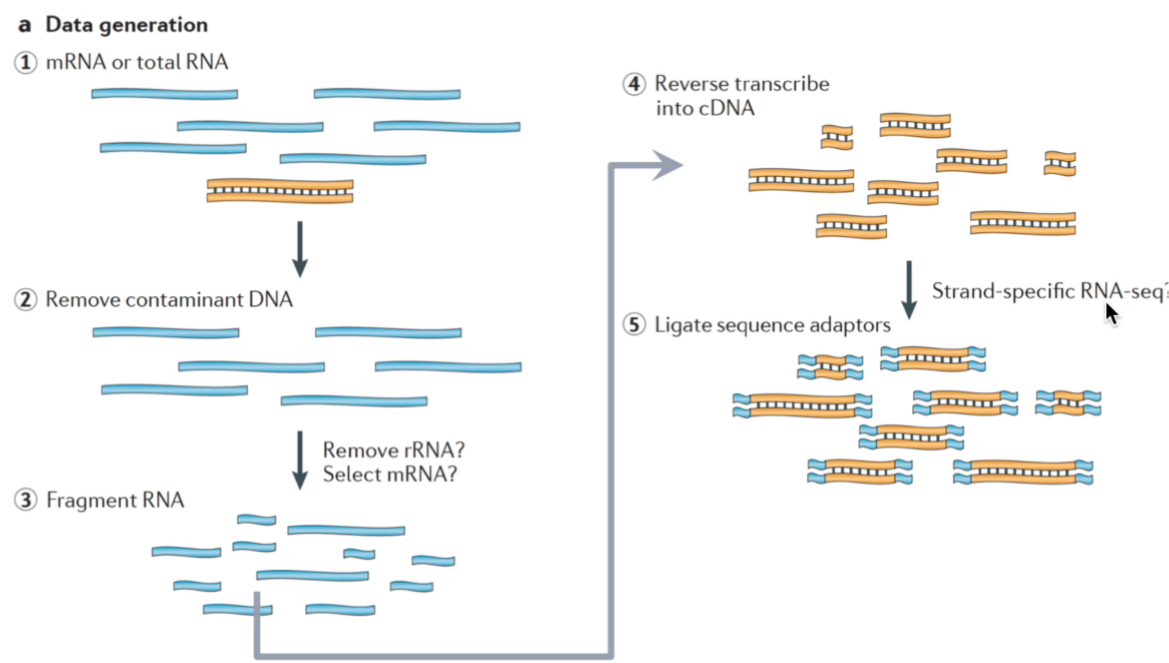 a Data generation
① mRNA or total RNA
② Remove contaminant DNA
Remove rRNA?
Select mRNA?
③ Fragment RNA
④ Reverse transcribe
into cDNA
Strand-specific RNA-seq?
⑤ Ligate sequence adaptors